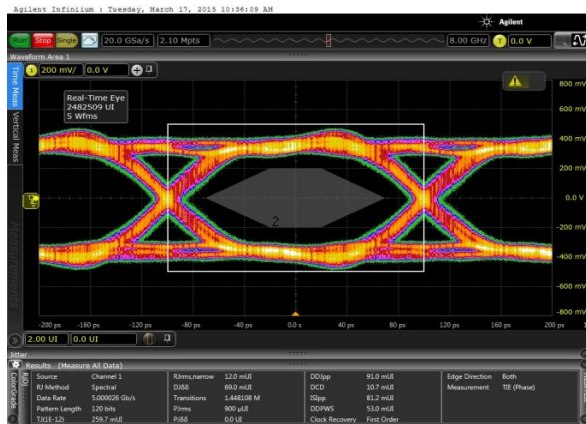 Agilent Infiniium : Tuesday, March 17, 2015 10:36:09 AM
Agilent
Run Stop Single 20.0 GSa/s 2.10 Mpts 8.00 GHz T 0.0 V
Waveform Area 1
1 200 mV/ 0.0 V
Time Meas
Vertical Meas
Measurements
Real-Time Eye
2482509 UI
5 Wfms
800 mV
600 mV
400 mV
200 mV
0.0 V
-200 mV
-400 mV
-600 mV
-800 mV
2
-200 ps -160 ps -120 ps -80 ps -40 ps 0.0 s 40 ps 80 ps 120 ps 160 ps 200 ps
2.00 UI 0.0 UI
Jitter
Results (Measure All Data)
ColorGrade
RJDJ
Source Channel 1 RJrms,narrow 12.0 mUI DDJpp 91.0 mUI Edge Direction Both
RJ Method Spectral DJδδ 69.0 mUI DCD 10.7 mUI Measurement TIE (Phase)
Data Rate 5.000026 Gb/s Transitions 1.448108 M ISIpp 81.2 mUI
Pattern Length 120 bits PJrms 900 µUI DDPWS 53.0 mUI
TJ(1E-12) 259.7 mUI PJδδ 0.0 UI Clock Recovery First Order